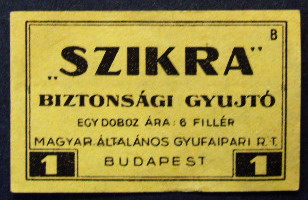 B
„SZIKRA"
BIZTONSÁGI GYUJTÓ
EGY DOBOZ ÁRA: 6 FILLÉR
MAGYAR ÁLTALÁNOS GYUFAIPARI R.T.
1 BUDAPEST 1